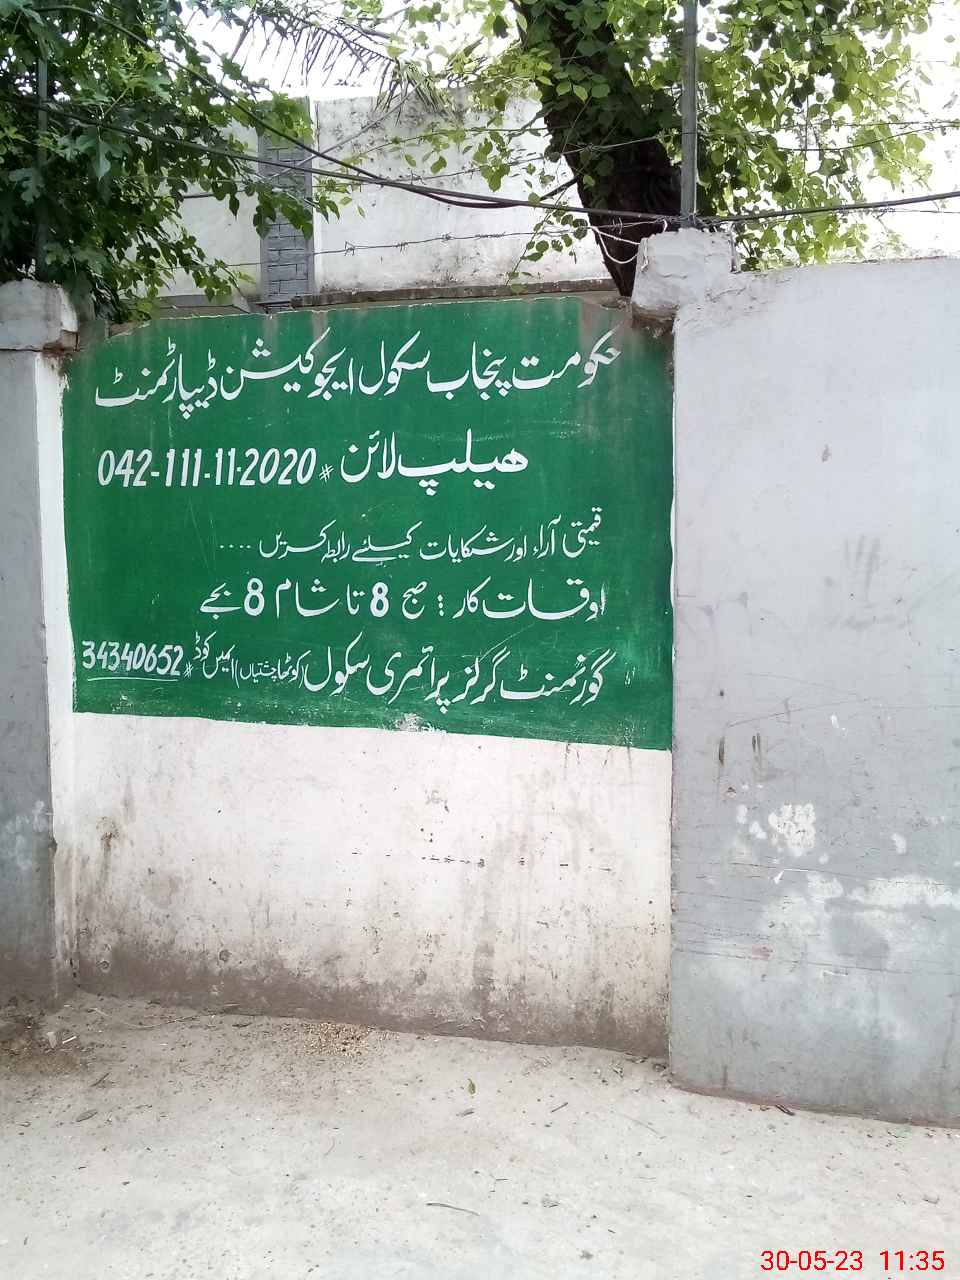 حکومت پنجاب سکول ایجوکیشن ڈیپارٹمنٹ
ھیلپ لائن # 042-111-11-2020
قیمتی آراء اور شکایات کیلئے رابطہ کریں ....
اوقات کار : صبح 8 تا شام 8 بجے
گورنمنٹ گرلز پرائمری سکول (کوٹھا چشتیاں) ایمس کوڈ # 34340652
30-05-23 11:35